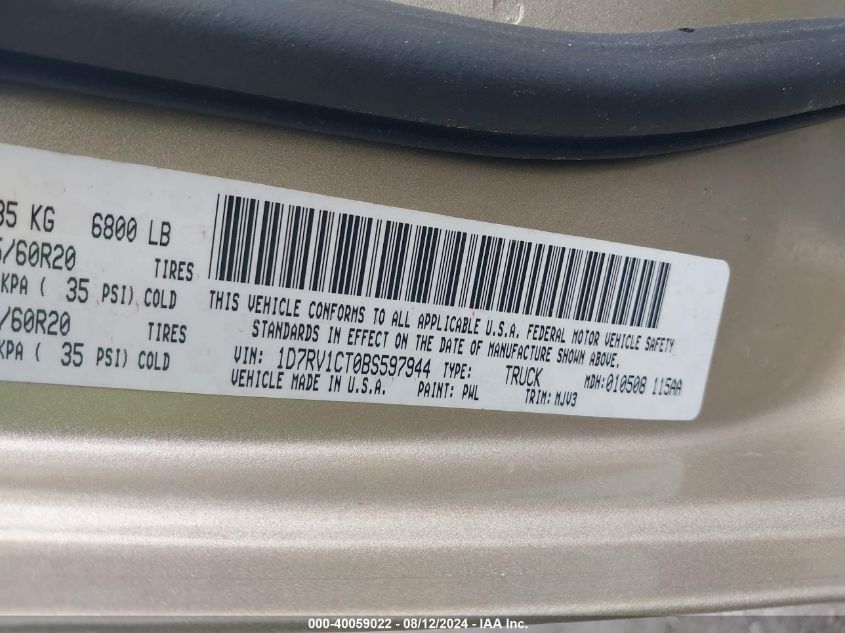 85 KG 6800 LB
/60R20 TIRES
KPA ( 35 PSI) COLD
/60R20 TIRES
KPA ( 35 PSI) COLD
THIS VEHICLE CONFORMS TO ALL APPLICABLE U.S.A. FEDERAL MOTOR VEHICLE SAFETY
STANDARDS IN EFFECT ON THE DATE OF MANUFACTURE SHOWN ABOVE.
VIN: 1D7RV1CT0BS597944 TYPE: TRUCK MDH:010508 115AA
VEHICLE MADE IN U.S.A. PAINT: PWL TRIM: MJV3
000-40059022 - 08/12/2024 - IAA Inc.